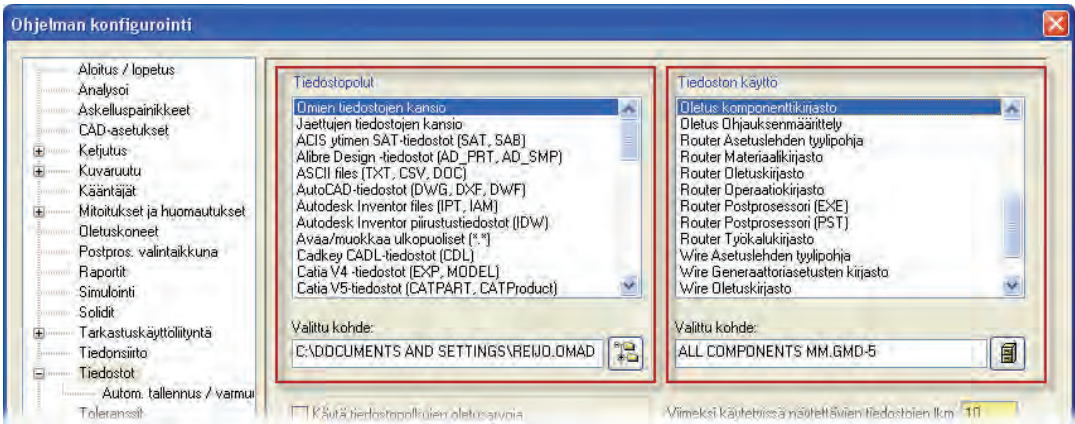 Ohjelman konfigurointi
Aloitus / lopetus
Analysoi
Askelluspainikkeet
CAD-asetukset
Ketjutus
Kuvaruutu
Kääntäjät
Mitoitukset ja huomautukset
Oletuskoneet
Postpros. valintaikkuna
Raportit
Simulointi
Solidit
Tarkastuskäyttöliityntä
Tiedonsiirto
Tiedostot
Autom. tallennus / varmu
Toleranssit
Tiedostopolut
Omien tiedostojen kansio
Jaettujen tiedostojen kansio
ACIS ytimen SAT-tiedostot (SAT, SAB)
Alibre Design -tiedostot (AD_PRT, AD_SMP)
ASCII files (TXT, CSV, DOC)
AutoCAD-tiedostot (DWG, DXF, DWF)
Autodesk Inventor files (IPT, IAM)
Autodesk Inventor piirustustiedostot (IDW)
Avaa/muokkaa ulkopuoliset (*.*)
Cadkey CADL-tiedostot (CDL)
Catia V4 -tiedostot (EXP, MODEL)
Catia V5-tiedostot (CATPART, CATProduct)
Valittu kohde:
C:\DOCUMENTS AND SETTINGS\REIJO.OMAD
Käytä tiedostopolkujen oletusarvoja
Tiedoston käyttö
Oletus komponenttikirjasto
Oletus Ohjauksenmäärittely
Router Asetuslehden tyylipohja
Router Materiaalikirjasto
Router Oletuskirjasto
Router Operaatiokirjasto
Router Postprosessori (EXE)
Router Postprosessori (PST)
Router Työkalukirjasto
Wire Asetuslehden tyylipohja
Wire Generaattoriasetusten kirjasto
Wire Oletuskirjasto
Valittu kohde:
ALL COMPONENTS MM.GMD-5
Viimeksi käytetyissä näytettävien tiedostojen lkm 10